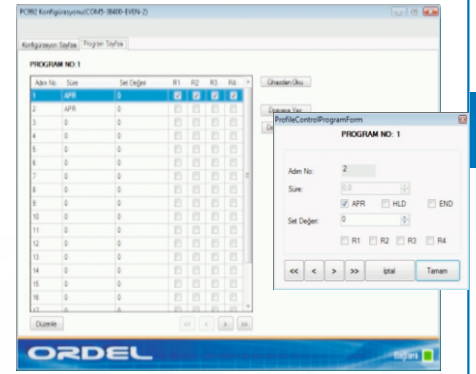 PC992 Konfigürasyonu(COM5-38400-EVEN-2)
Konfigürasyon Sayfası Program Sayfası
PROGRAM NO: 1
Adım No. Süre Set Değeri R1 R2 R3 R4
1 APR 0
2 APR 0
3 0 0
4 0 0
5 0 0
6 0 0
7 0 0
8 0 0
9 0 0
10 0 0
11 0 0
12 0 0
13 0 0
14 0 0
15 0 0
16 0 0
Düzenle << < > >>
Cihazdan Oku
ProfileControlProgramForm
PROGRAM NO: 1
Adım No: 2
Süre: 0,0
APR HLD END
Set Değeri: 0
R1 R2 R3 R4
<< < > >> İptal Tamam
ORDEL